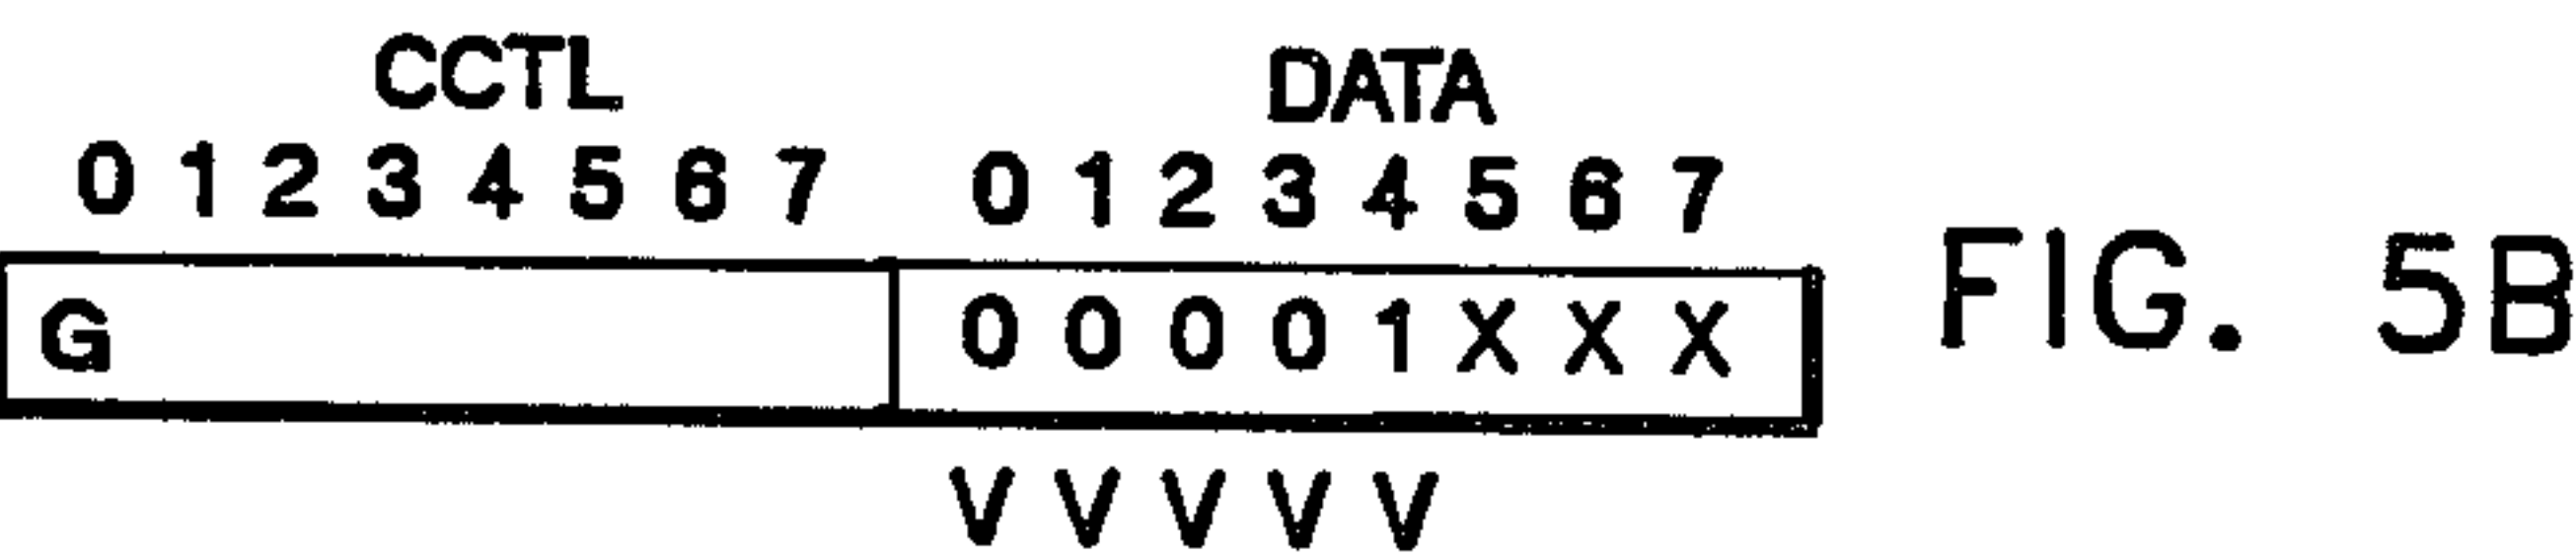 CCTL DATA
0 1 2 3 4 5 6 7 0 1 2 3 4 5 6 7
G 0 0 0 0 1 X X X FIG. 5B
V V V V V